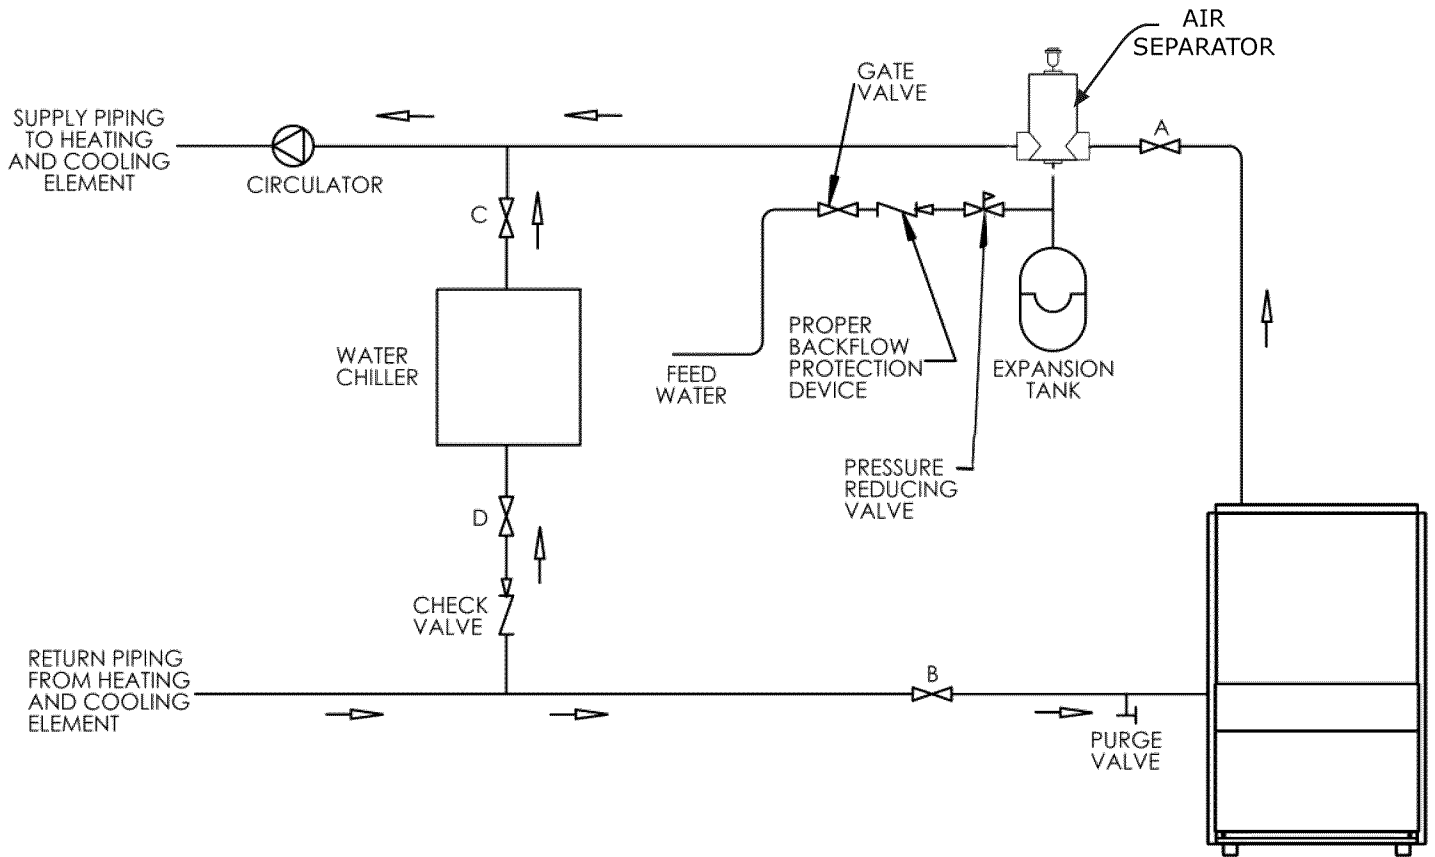 AIR
SEPARATOR
GATE
VALVE
SUPPLY PIPING
TO HEATING
AND COOLING
ELEMENT
CIRCULATOR
A
C
WATER
CHILLER
FEED
WATER
PROPER
BACKFLOW
PROTECTION
DEVICE
EXPANSION
TANK
PRESSURE
REDUCING
VALVE
D
CHECK
VALVE
RETURN PIPING
FROM HEATING
AND COOLING
ELEMENT
B
PURGE
VALVE